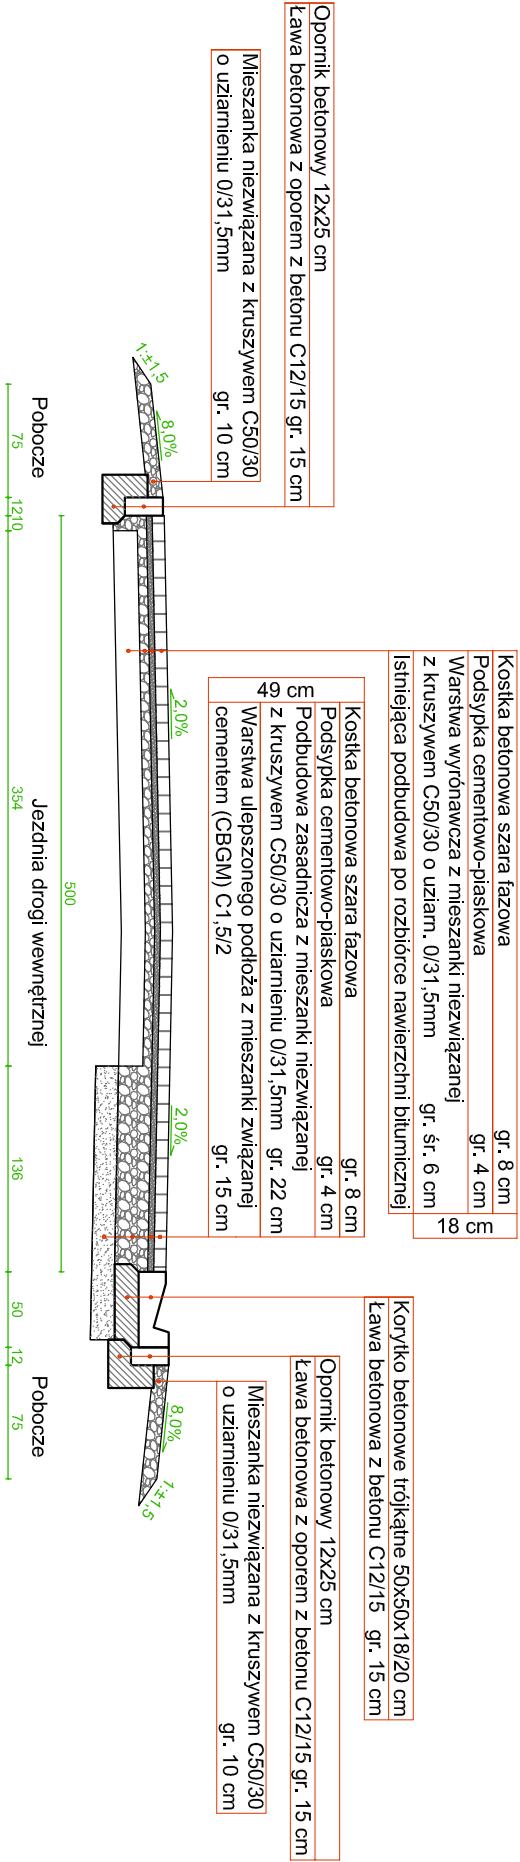 Opornik betonowy 12x25 cm
Ława betonowa z oporem z betonu C12/15 gr. 15 cm
Mieszanka niezwiązana z kruszywem C50/30
o uziarnieniu 0/31,5mm gr. 10 cm
Kostka betonowa szara fazowa gr. 8 cm
Podsypka cementowo-piaskowa gr. 4 cm
Warstwa wyrónawcza z mieszanki niezwiązanej
z kruszywem C50/30 o uziarn. 0/31,5mm gr. śr. 6 cm
Istniejąca podbudowa po rozbiórce nawierzchni bitumicznej
18 cm
49 cm
Kostka betonowa szara fazowa gr. 8 cm
Podsypka cementowo-piaskowa gr. 4 cm
Podbudowa zasadnicza z mieszanki niezwiązanej
z kruszywem C50/30 o uziarnieniu 0/31,5mm gr. 22 cm
Warstwa ulepszonego podłoża z mieszanki związanej
cementem (CBGM) C1,5/2 gr. 15 cm
Korytko betonowe trójkątne 50x50x18/20 cm
Ława betonowa z betonu C12/15 gr. 15 cm
Opornik betonowy 12x25 cm
Ława betonowa z oporem z betonu C12/15 gr. 15 cm
Mieszanka niezwiązana z kruszywem C50/30
o uziarnieniu 0/31,5mm gr. 10 cm
1:±1,5
8,0%
2,0%
2,0%
8,0%
1:±1,5
500
Pobocze
Jezdnia drogi wewnętrznej
Pobocze
75
12
10
354
136
50
12
75